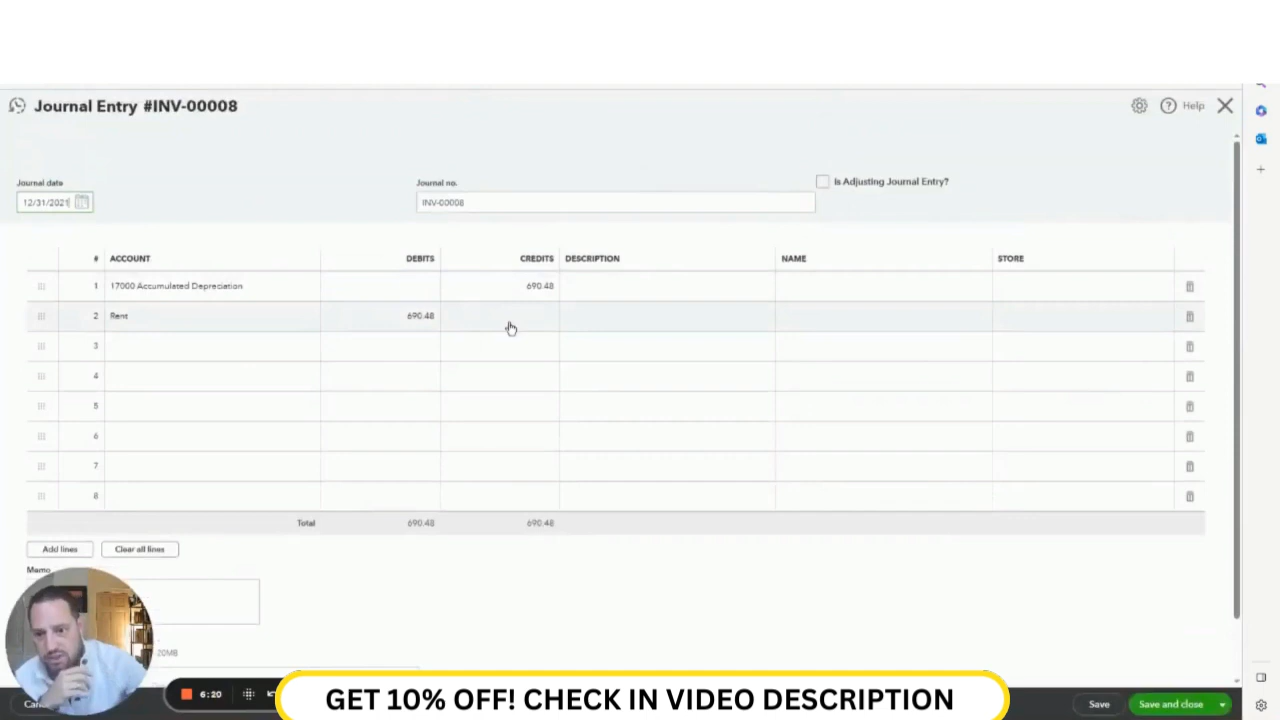 Journal Entry #INV-00008
Help
Journal date
Journal no.
Is Adjusting Journal Entry?
12/31/2021
INV-00008
# ACCOUNT DEBITS CREDITS DESCRIPTION NAME STORE
1 17000 Accumulated Depreciation 690.48
2 Rent 690.48
3
4
5
6
7
8
Total 690.48 690.48
Add lines Clear all lines
Memo
20MB
6:20
GET 10% OFF! CHECK IN VIDEO DESCRIPTION
Save
Save and close